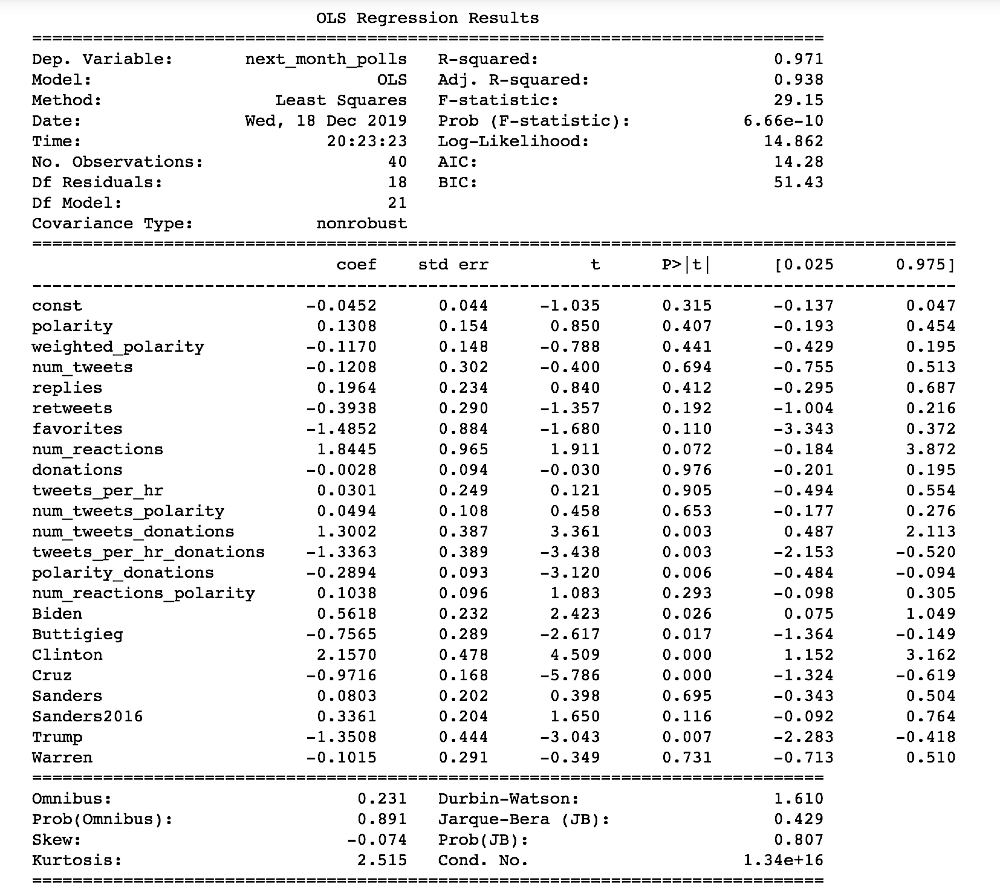 OLS Regression Results
==============================================================================
Dep. Variable: next_month_polls R-squared: 0.971
Model: OLS Adj. R-squared: 0.938
Method: Least Squares F-statistic: 29.15
Date: Wed, 18 Dec 2019 Prob (F-statistic): 6.66e-10
Time: 20:23:23 Log-Likelihood: 14.862
No. Observations: 40 AIC: 14.28
Df Residuals: 18 BIC: 51.43
Df Model: 21
Covariance Type: nonrobust
===========================================================================================
coef std err t P>|t| [0.025 0.975]
-------------------------------------------------------------------------------------------
const -0.0452 0.044 -1.035 0.315 -0.137 0.047
polarity 0.1308 0.154 0.850 0.407 -0.193 0.454
weighted_polarity -0.1170 0.148 -0.788 0.441 -0.429 0.195
num_tweets -0.1208 0.302 -0.400 0.694 -0.755 0.513
replies 0.1964 0.234 0.840 0.412 -0.295 0.687
retweets -0.3938 0.290 -1.357 0.192 -1.004 0.216
favorites -1.4852 0.884 -1.680 0.110 -3.343 0.372
num_reactions 1.8445 0.965 1.911 0.072 -0.184 3.872
donations -0.0028 0.094 -0.030 0.976 -0.201 0.195
tweets_per_hr 0.0301 0.249 0.121 0.905 -0.494 0.554
num_tweets_polarity 0.0494 0.108 0.458 0.653 -0.177 0.276
num_tweets_donations 1.3002 0.387 3.361 0.003 0.487 2.113
tweets_per_hr_donations -1.3363 0.389 -3.438 0.003 -2.153 -0.520
polarity_donations -0.2894 0.093 -3.120 0.006 -0.484 -0.094
num_reactions_polarity 0.1038 0.096 1.083 0.293 -0.098 0.305
Biden 0.5618 0.232 2.423 0.026 0.075 1.049
Buttigieg -0.7565 0.289 -2.617 0.017 -1.364 -0.149
Clinton 2.1570 0.478 4.509 0.000 1.152 3.162
Cruz -0.9716 0.168 -5.786 0.000 -1.324 -0.619
Sanders 0.0803 0.202 0.398 0.695 -0.343 0.504
Sanders2016 0.3361 0.204 1.650 0.116 -0.092 0.764
Trump -1.3508 0.444 -3.043 0.007 -2.283 -0.418
Warren -0.1015 0.291 -0.349 0.731 -0.713 0.510
==============================================================================
Omnibus: 0.231 Durbin-Watson: 1.610
Prob(Omnibus): 0.891 Jarque-Bera (JB): 0.429
Skew: -0.074 Prob(JB): 0.807
Kurtosis: 2.515 Cond. No. 1.34e+16
==============================================================================